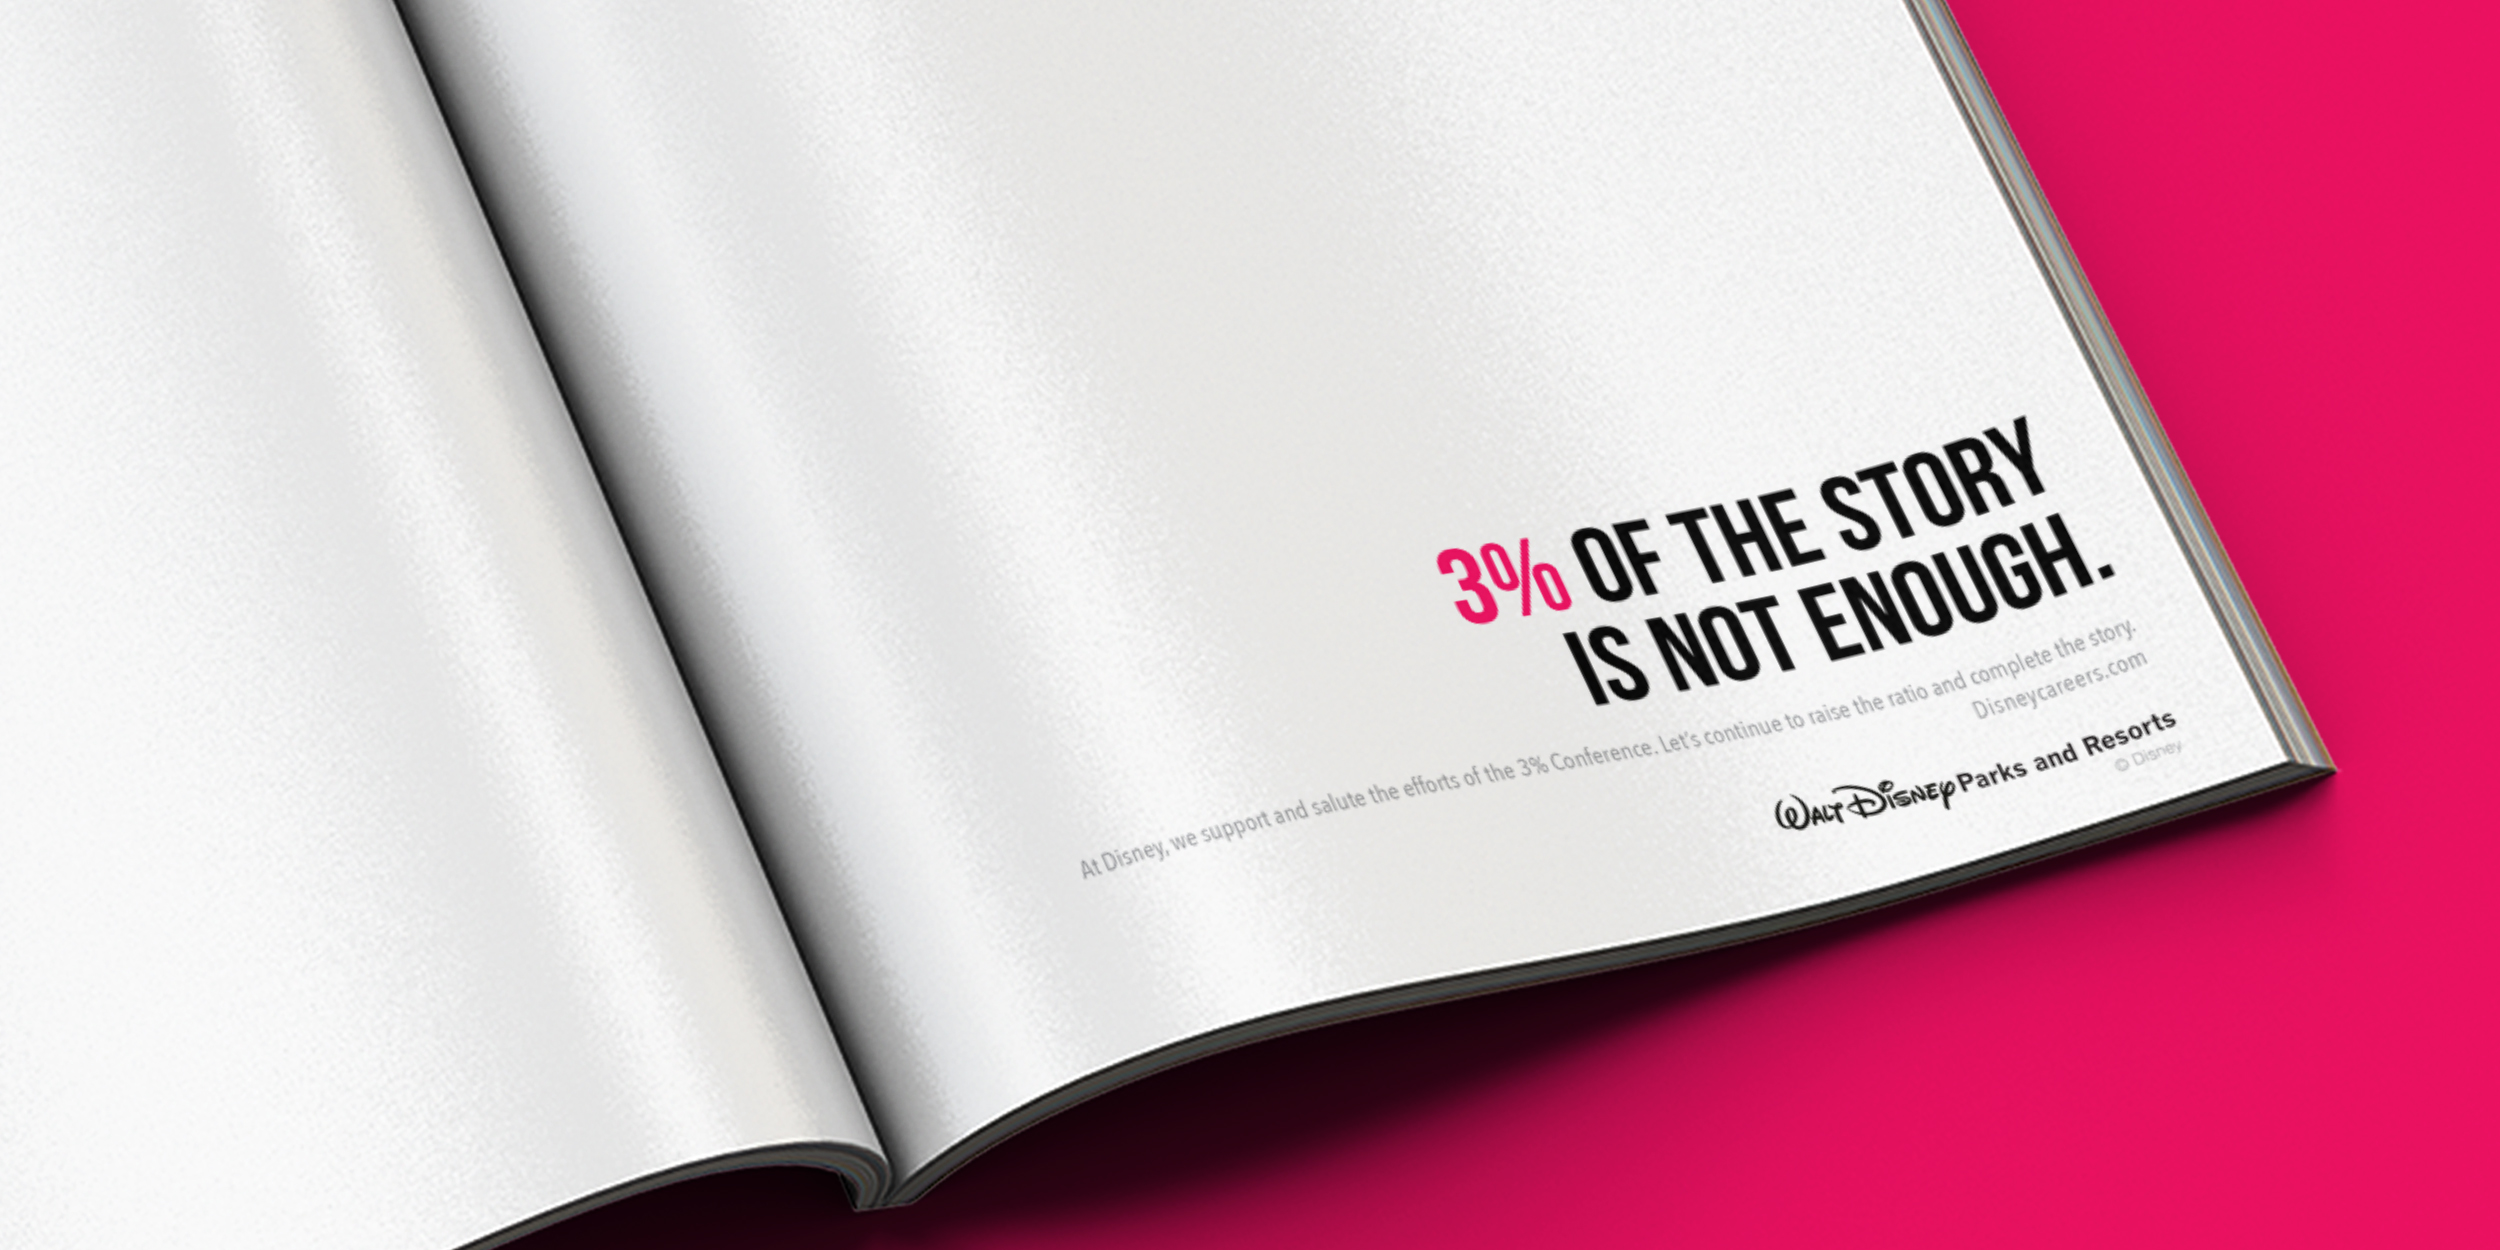 3% OF THE STORY
IS NOT ENOUGH.
At Disney, we support and salute the efforts of the 3% Conference. Let's continue to raise the ratio and complete the story.
Disneycareers.com
WALT DISNEY Parks and Resorts
© Disney